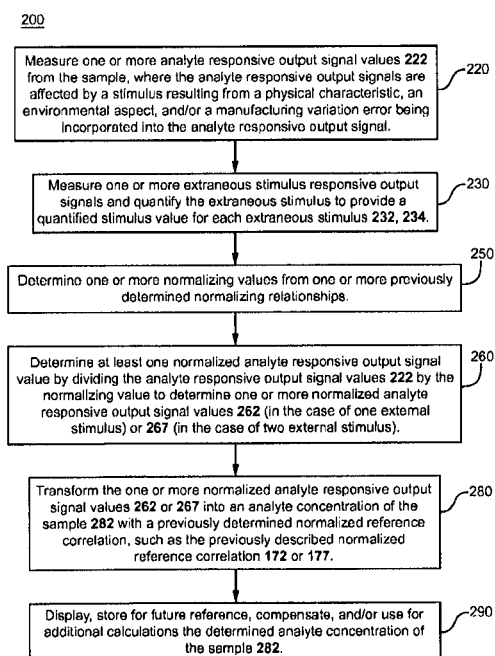 200
Measure one or more analyte responsive output signal values 222
from the sample, where the analyte responsive output signals are
affected by a stimulus resulting from a physical characteristic, an
environmental aspect, and/or a manufacturing variation error being
incorporated into the analyte responsive output signal.
220
Measure one or more extraneous stimulus responsive output
signals and quantify the extraneous stimulus to provide a
quantified stimulus value for each extraneous stimulus 232, 234.
230
250
Determine one or more normalizing values from one or more previously
determined normalizing relationships.
Determine at least one normalized analyte responsive output signal
value by dividing the analyte responsive output signal values 222 by the
normalizing value to determine one or more normalized analyte
responsive output signal values 262 (in the case of one external
stimulus) or 267 (in the case of two external stimulus).
260
Transform the one or more normalized analyte responsive output
signal values 262 or 267 into an analyte concentration of the
sample 282 with a previously determined normalized reference
correlation, such as the previously described normalized
reference correlation 172 or 177.
280
Display, store for future reference, compensate, and/or use for
additional calculations the determined analyte concentration of
the sample 282.
290